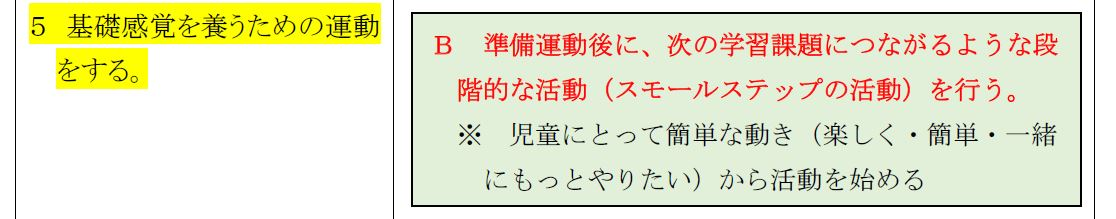 ５　基礎感覚を養うための運動
をする。
Ｂ　準備運動後に、次の学習課題につながるような段
階的な活動（スモールステップの活動）を行う。
※　児童にとって簡単な動き（楽しく・簡単・一緒
にもっとやりたい）から活動を始める